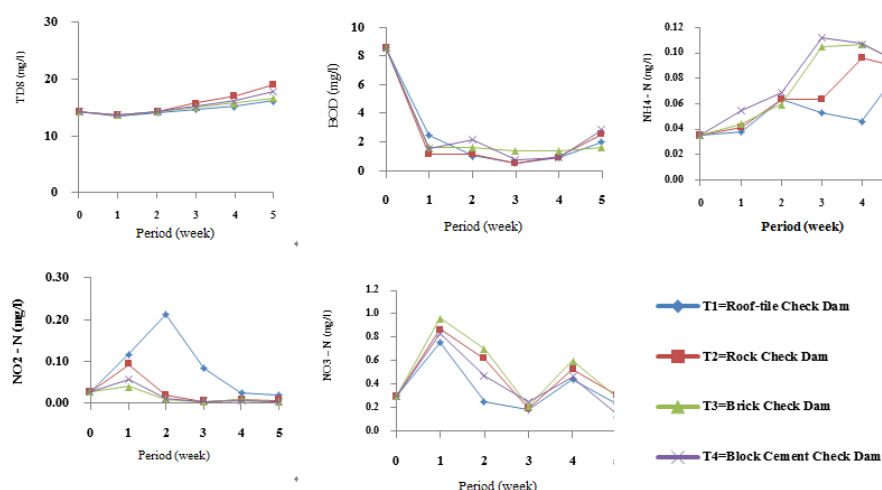 30
20
10
0
TDS (mg/l)
0 1 2 3 4 5
Period (week)
10
8
6
4
2
0
BOD (mg/l)
0 1 2 3 4 5
Period (week)
0.12
0.10
0.08
0.06
0.04
0.02
0.00
NH4 - N (mg/l)
0 1 2 3 4
Period (week)
0.30
0.20
0.10
0.00
NO2 - N (mg/l)
0 1 2 3 4 5
Period (week)
1.0
0.8
0.6
0.4
0.2
0.0
NO3 – N (mg/l)
0 1 2 3 4 5
Period (week)
T1=Roof-tile Check Dam
T2=Rock Check Dam
T3=Brick Check Dam
T4=Block Cement Check Dam